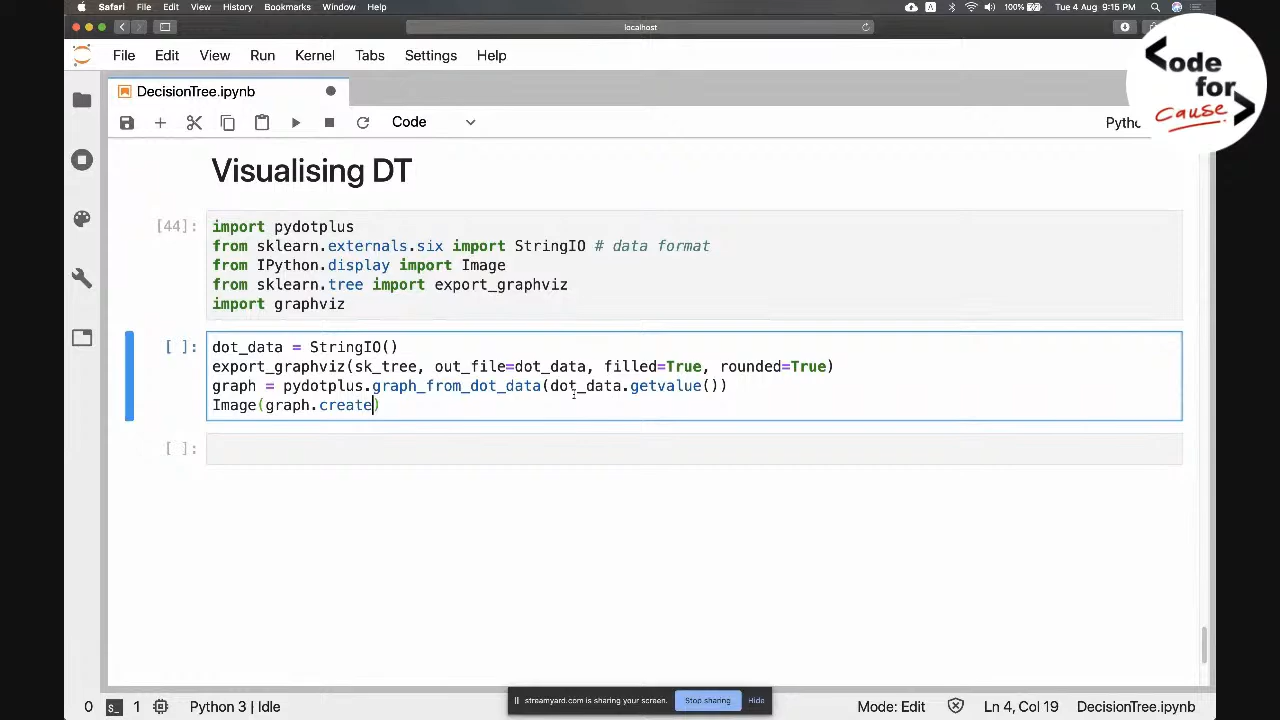 Safari File Edit View History Bookmarks Window Help
A 100% Tue 4 Aug 9:15 PM
localhost
<ode
for
cause >
File Edit View Run Kernel Tabs Settings Help
DecisionTree.ipynb
Code
Pytho
Visualising DT
[44]:
import pydotplus
from sklearn.externals.six import StringIO # data format
from IPython.display import Image
from sklearn.tree import export_graphviz
import graphviz
[ ]:
dot_data = StringIO()
export_graphviz(sk_tree, out_file=dot_data, filled=True, rounded=True)
graph = pydotplus.graph_from_dot_data(dot_data.getvalue())
Image(graph.create)
[ ]:
streamyard.com is sharing your screen. Stop sharing Hide
0 1 Python 3 | Idle Mode: Edit Ln 4, Col 19 DecisionTree.ipynb